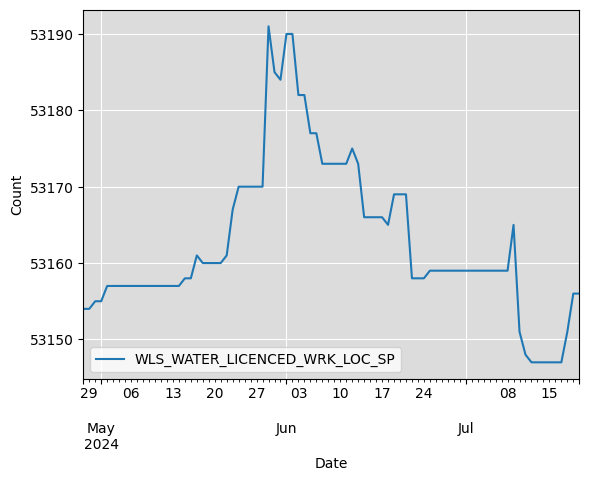 53190
53180
53170
53160
53150
Count
WLS_WATER_LICENCED_WRK_LOC_SP
29 06 13 20 27 03 10 17 24 08 15
May Jun Jul
2024
Date